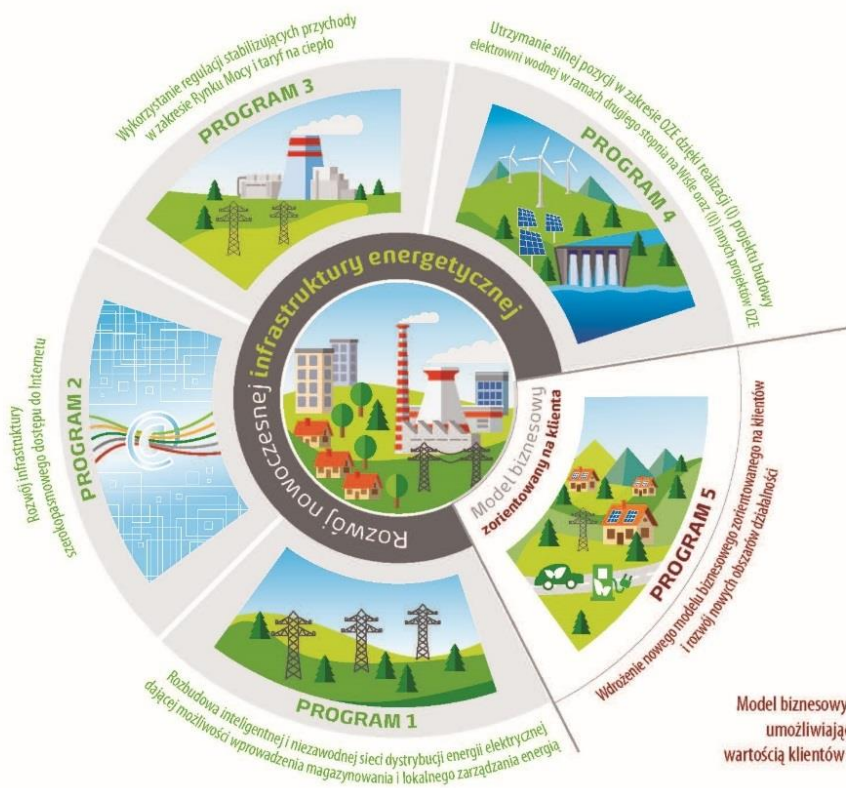 Wykorzystanie regulacji stabilizujących przychody
w zakresie Rynku Mocy i taryf na ciepło
PROGRAM 3
Utrzymanie silnej pozycji w zakresie OZE dzięki realizacji (I) projektu budowy
elektrowni wodnej w ramach drugiego stopnia na Wiśle oraz (II) innych projektów OZE
PROGRAM 4
Rozwój infrastruktury
szerokopasmowego dostępu do Internetu
PROGRAM 2
@
Rozwój nowoczesnej infrastruktury energetycznej
Model biznesowy
zorientowany na klienta
PROGRAM 5
Wdrożenie nowego modelu biznesowego zorientowanego na klientów
i rozwój nowych obszarów działalności
PROGRAM 1
Rozbudowa inteligentnej i niezawodnej sieci dystrybucji energii elektrycznej
dającej możliwości wprowadzenia magazynowania i lokalnego zarządzania energią
Model biznesowy
umożliwiając
wartością klientów